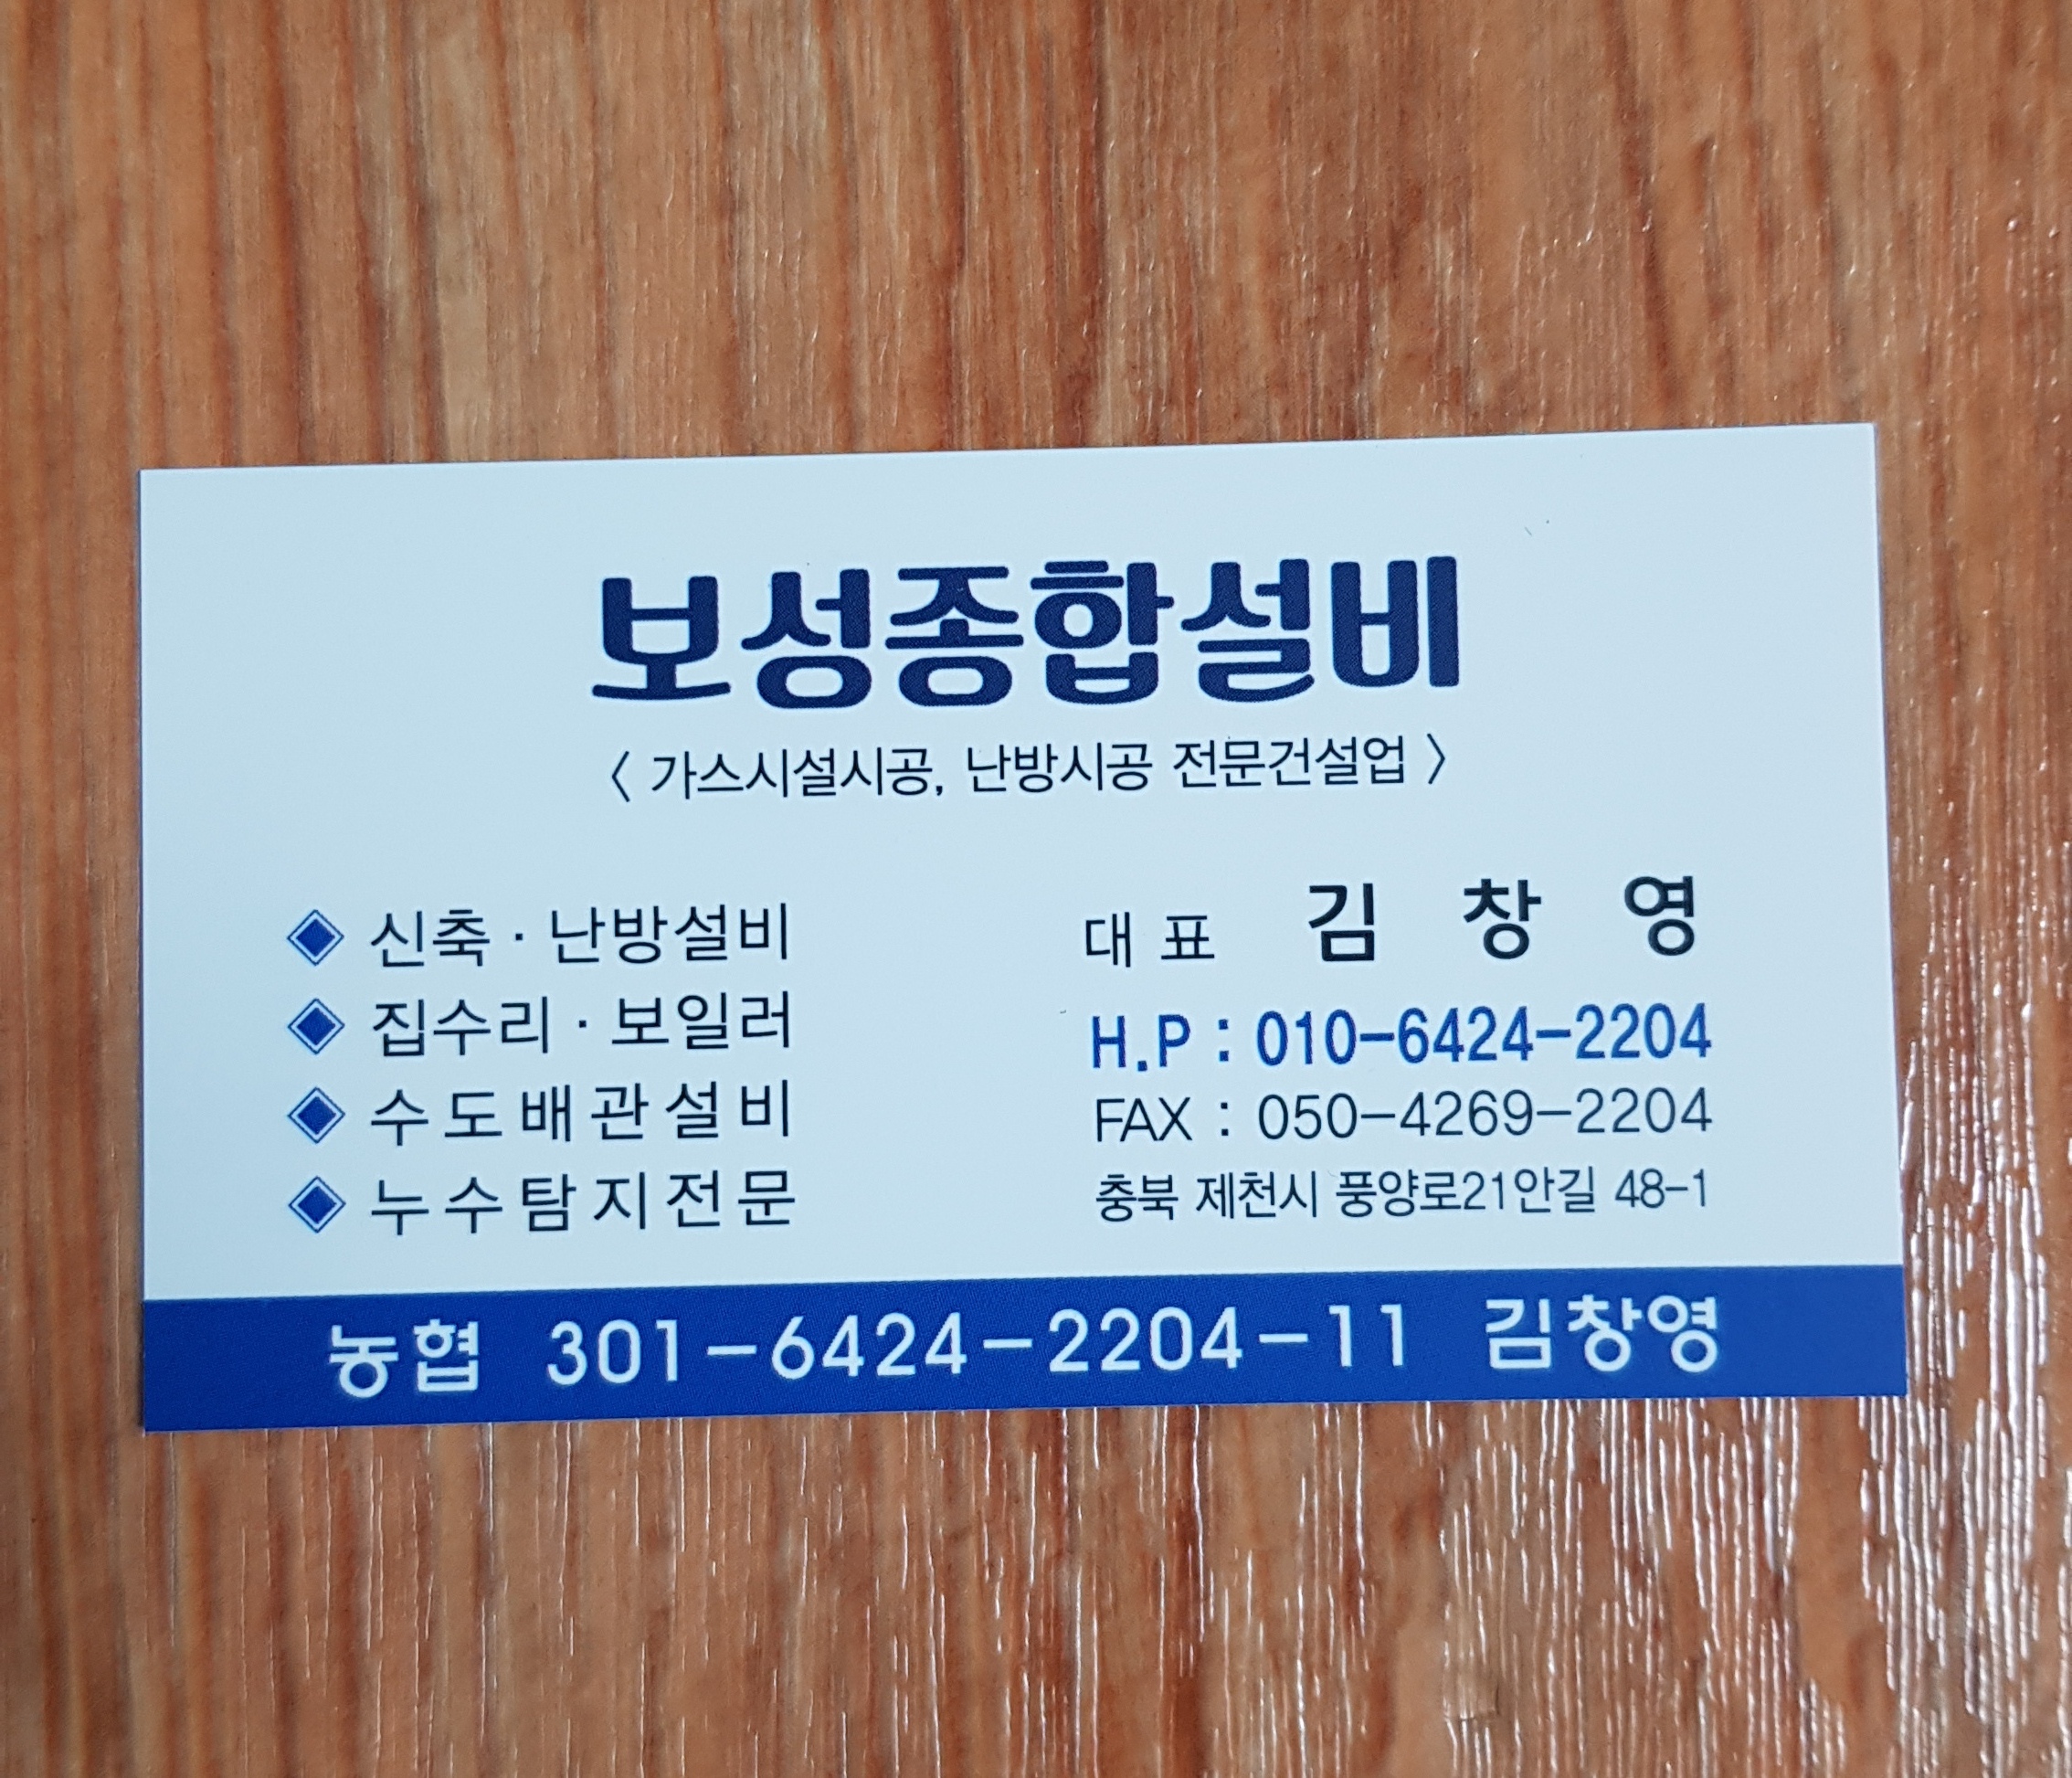 보성종합설비
〈 가스시설시공, 난방시공 전문건설업 〉
◈ 신축 · 난방설비
◈ 집수리 · 보일러
◈ 수도배관설비
◈ 누수탐지전문
대 표 김 창 영
H.P : 010-6424-2204
FAX : 050-4269-2204
충북 제천시 풍양로21안길 48-1
농협 301-6424-2204-11 김창영